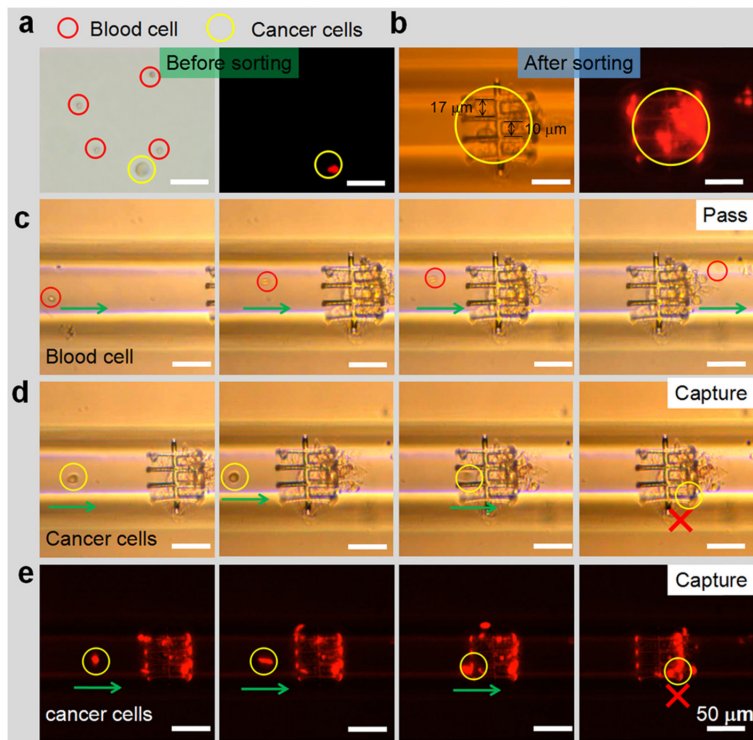 a Blood cell Cancer cells b
Before sorting After sorting
17 μm
10 μm
c Pass
Blood cell
d Capture
Cancer cells
e Capture
cancer cells 50 μm